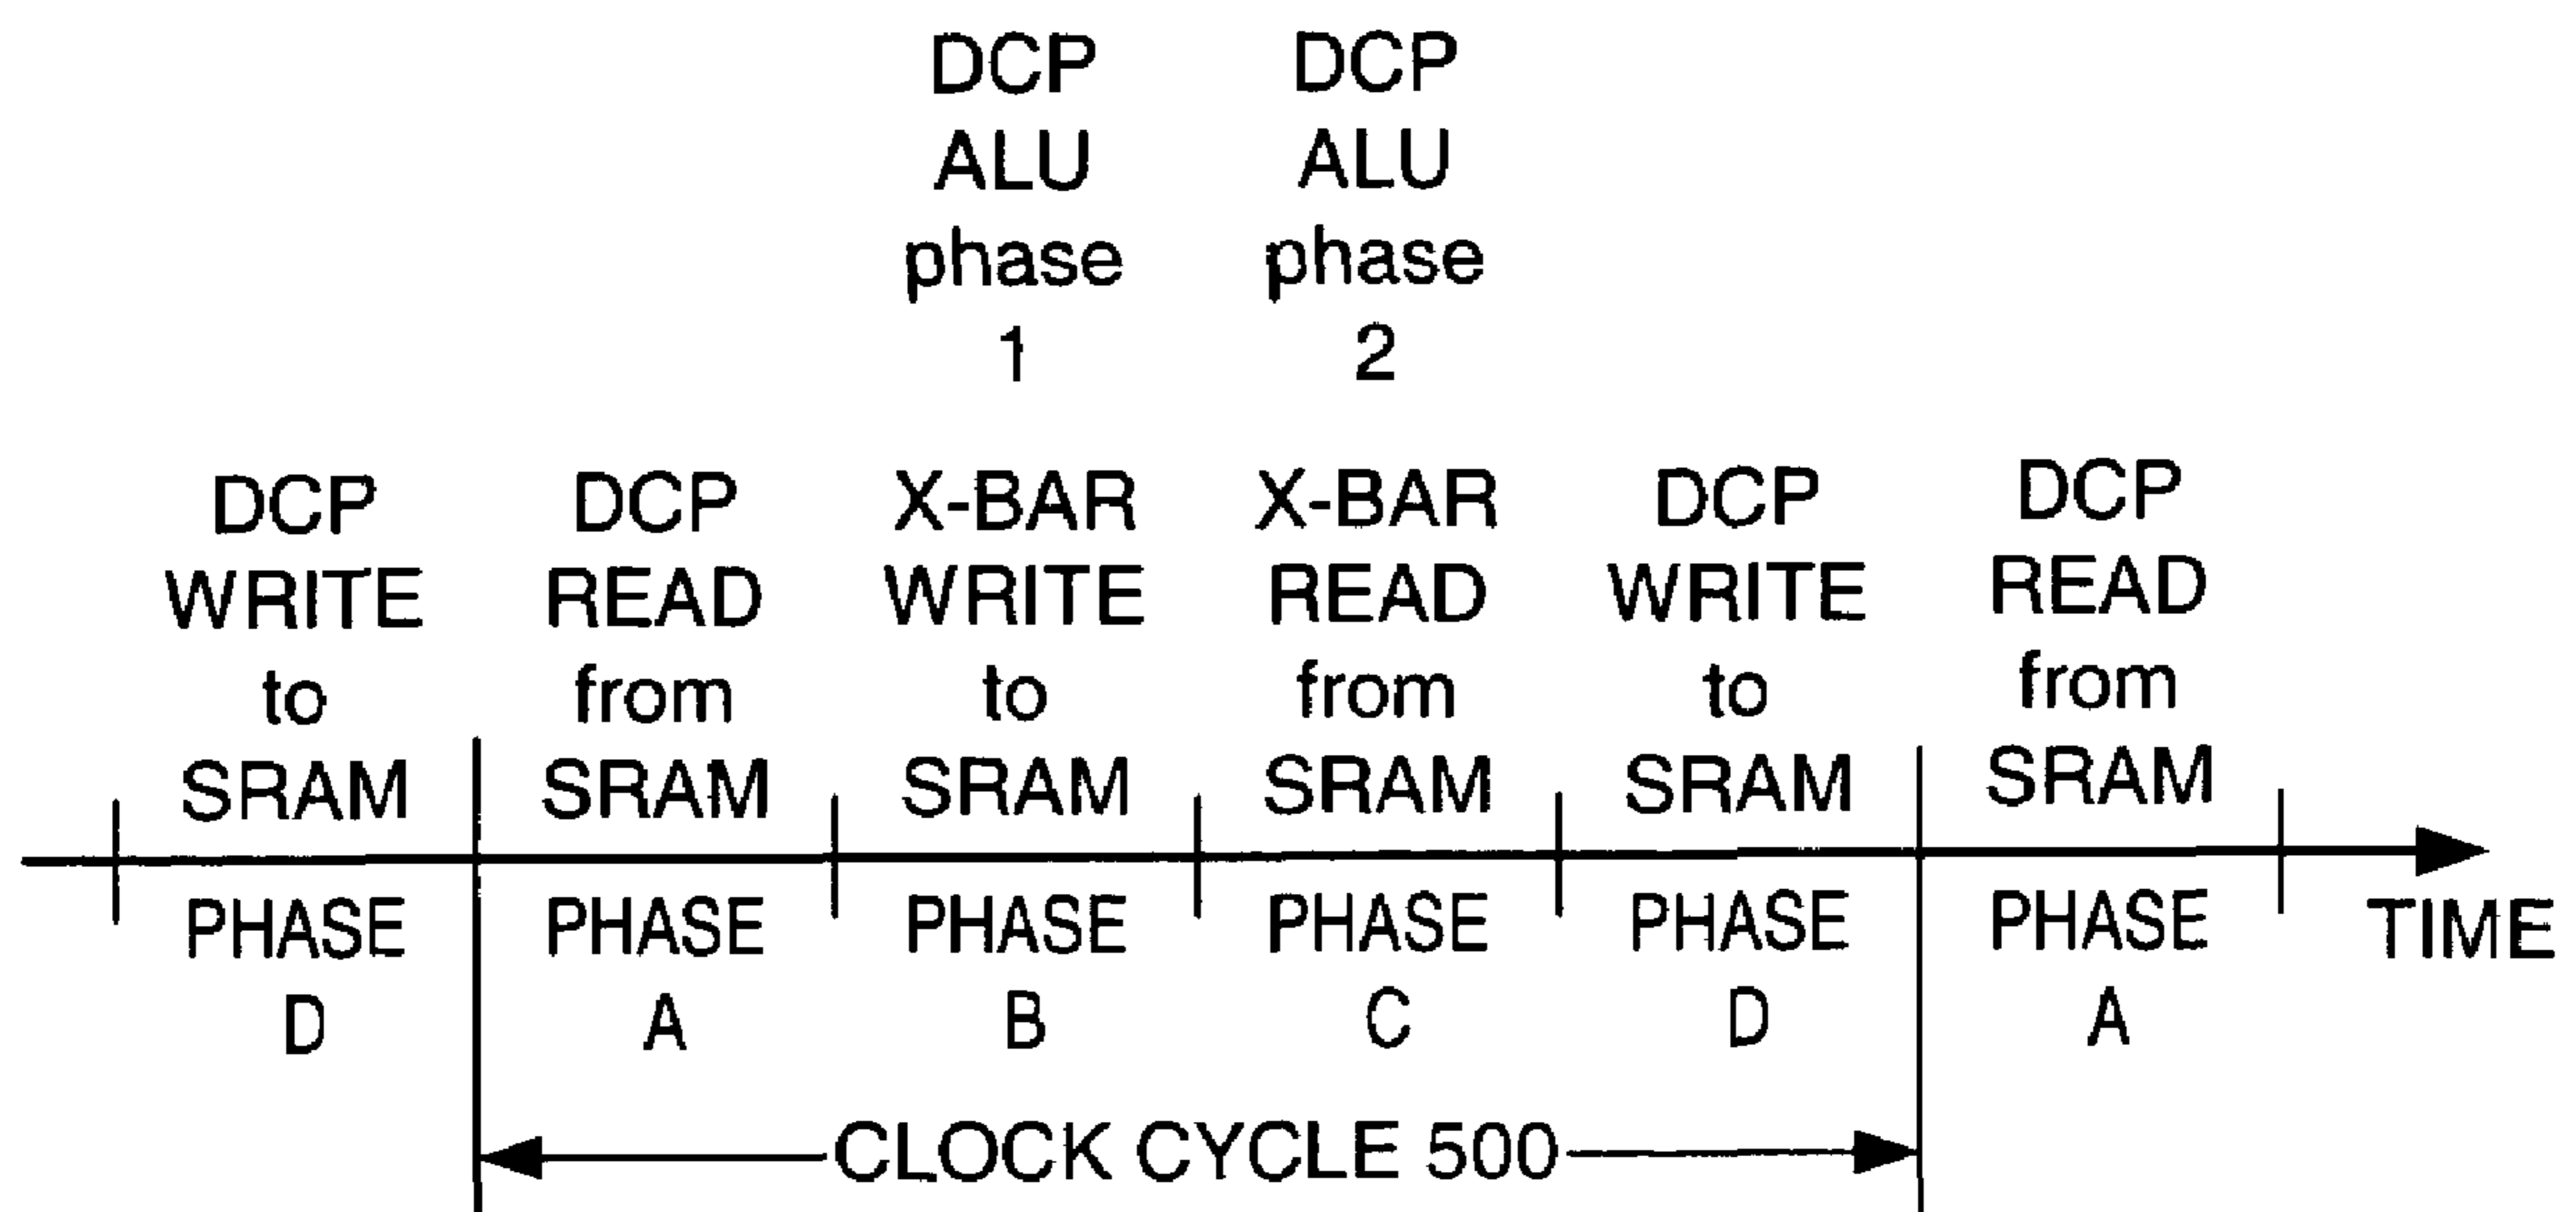 DCP
ALU
phase
1
DCP
ALU
phase
2
DCP
WRITE
to
SRAM
DCP
READ
from
SRAM
X-BAR
WRITE
to
SRAM
X-BAR
READ
from
SRAM
DCP
WRITE
to
SRAM
DCP
READ
from
SRAM
PHASE
D
PHASE
A
PHASE
B
PHASE
C
PHASE
D
PHASE
A
TIME
CLOCK CYCLE 500